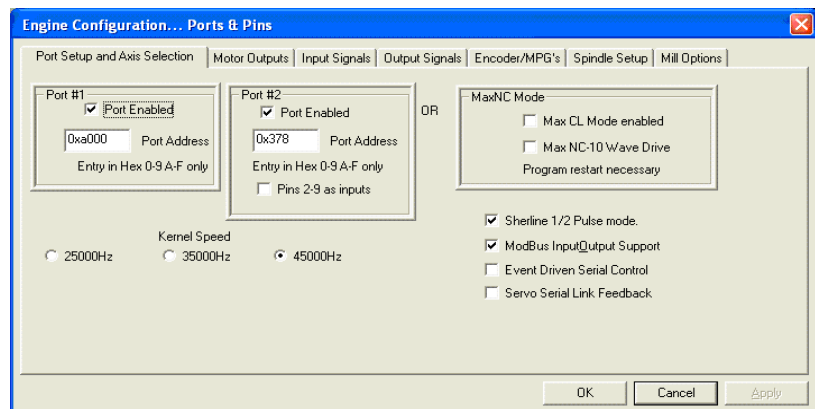 Engine Configuration... Ports & Pins
Port Setup and Axis Selection
Motor Outputs
Input Signals
Output Signals
Encoder/MPG's
Spindle Setup
Mill Options
Port #1
Port Enabled
0xa000 Port Address
Entry in Hex 0-9 A-F only
Port #2
Port Enabled
0x378 Port Address
Entry in Hex 0-9 A-F only
Pins 2-9 as inputs
OR
MaxNC Mode
Max CL Mode enabled
Max NC-10 Wave Drive
Program restart necessary
Kernel Speed
25000Hz 35000Hz 45000Hz
Sherline 1/2 Pulse mode.
ModBus InputOutput Support
Event Driven Serial Control
Servo Serial Link Feedback
OK Cancel Apply